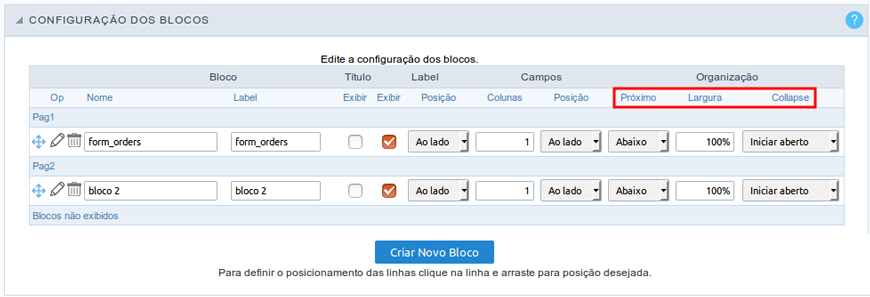 CONFIGURAÇÃO DOS BLOCOS
?
Edite a configuração dos blocos.
Bloco Título Label Campos Organização
Op Nome Label Exibir Exibir Posição Colunas Posição Próximo Largura Collapse
Pag1
form_orders form_orders Ao lado 1 Ao lado Abaixo 100% Iniciar aberto
Pag2
bloco 2 bloco 2 Ao lado 1 Ao lado Abaixo 100% Iniciar aberto
Blocos não exibidos
Criar Novo Bloco
Para definir o posicionamento das linhas clique na linha e arraste para posição desejada.